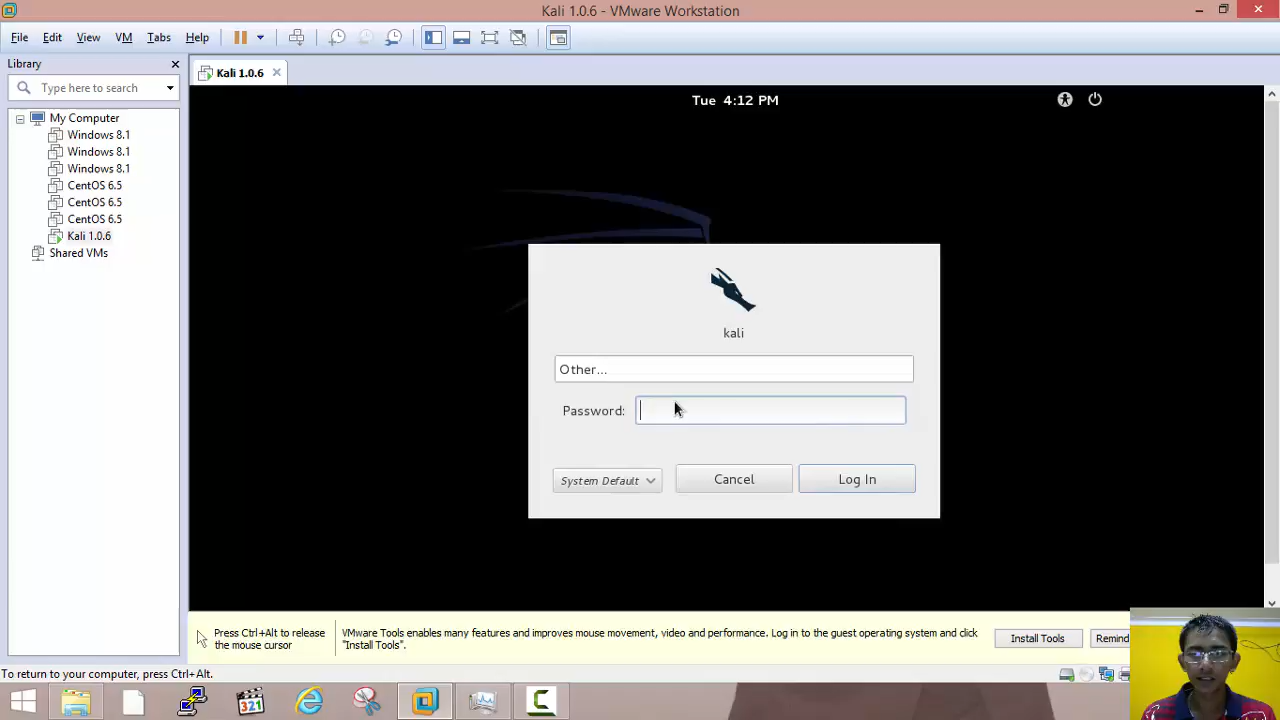 Kali 1.0.6 - VMware Workstation
File Edit View VM Tabs Help
Library
Type here to search
Kali 1.0.6
My Computer
Windows 8.1
Windows 8.1
Windows 8.1
CentOS 6.5
CentOS 6.5
CentOS 6.5
Kali 1.0.6
Shared VMs
Tue 4:12 PM
kali
Other...
Password:
System Default
Cancel
Log In
Press Ctrl+Alt to release
the mouse cursor
VMware Tools enables many features and improves mouse movement, video and performance. Log in to the guest operating system and click
"Install Tools".
Install Tools
Remind
To return to your computer, press Ctrl+Alt.
321